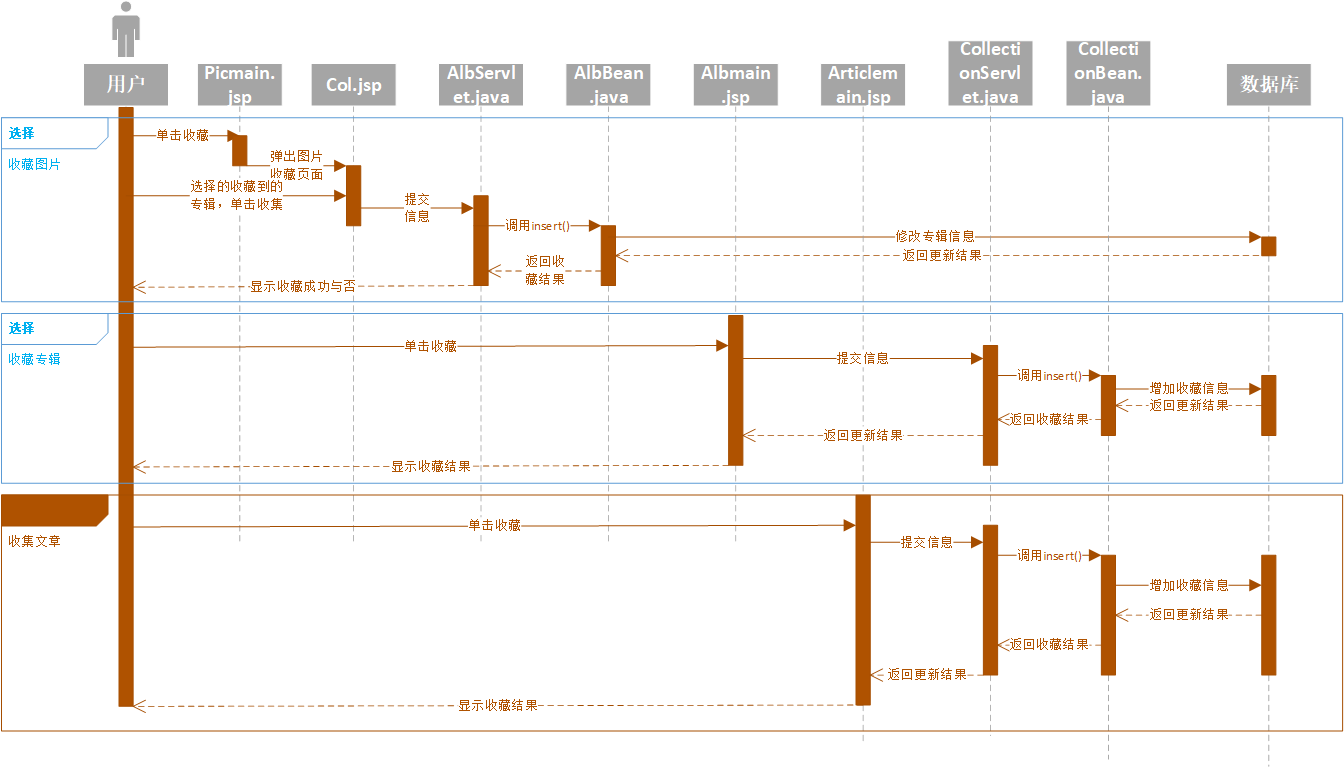 用户
Picmain.
jsp
Col.jsp
AlbServl
et.java
AlbBean
.java
Albmain
.jsp
Articlem
ain.jsp
Collecti
onServl
et.java
Collecti
onBean.
java
数据库
选择
收藏图片
单击收藏
弹出图片
收藏页面
选择的收藏到的
专辑，单击收集
提交
信息
调用insert()
修改专辑信息
返回更新结果
返回收
藏结果
显示收藏成功与否
选择
收藏专辑
单击收藏
提交信息
调用insert()
增加收藏信息
返回更新结果
返回收藏结果
返回更新结果
显示收藏结果
收集文章
单击收藏
提交信息
调用insert()
增加收藏信息
返回更新结果
返回收藏结果
返回更新结果
显示收藏结果